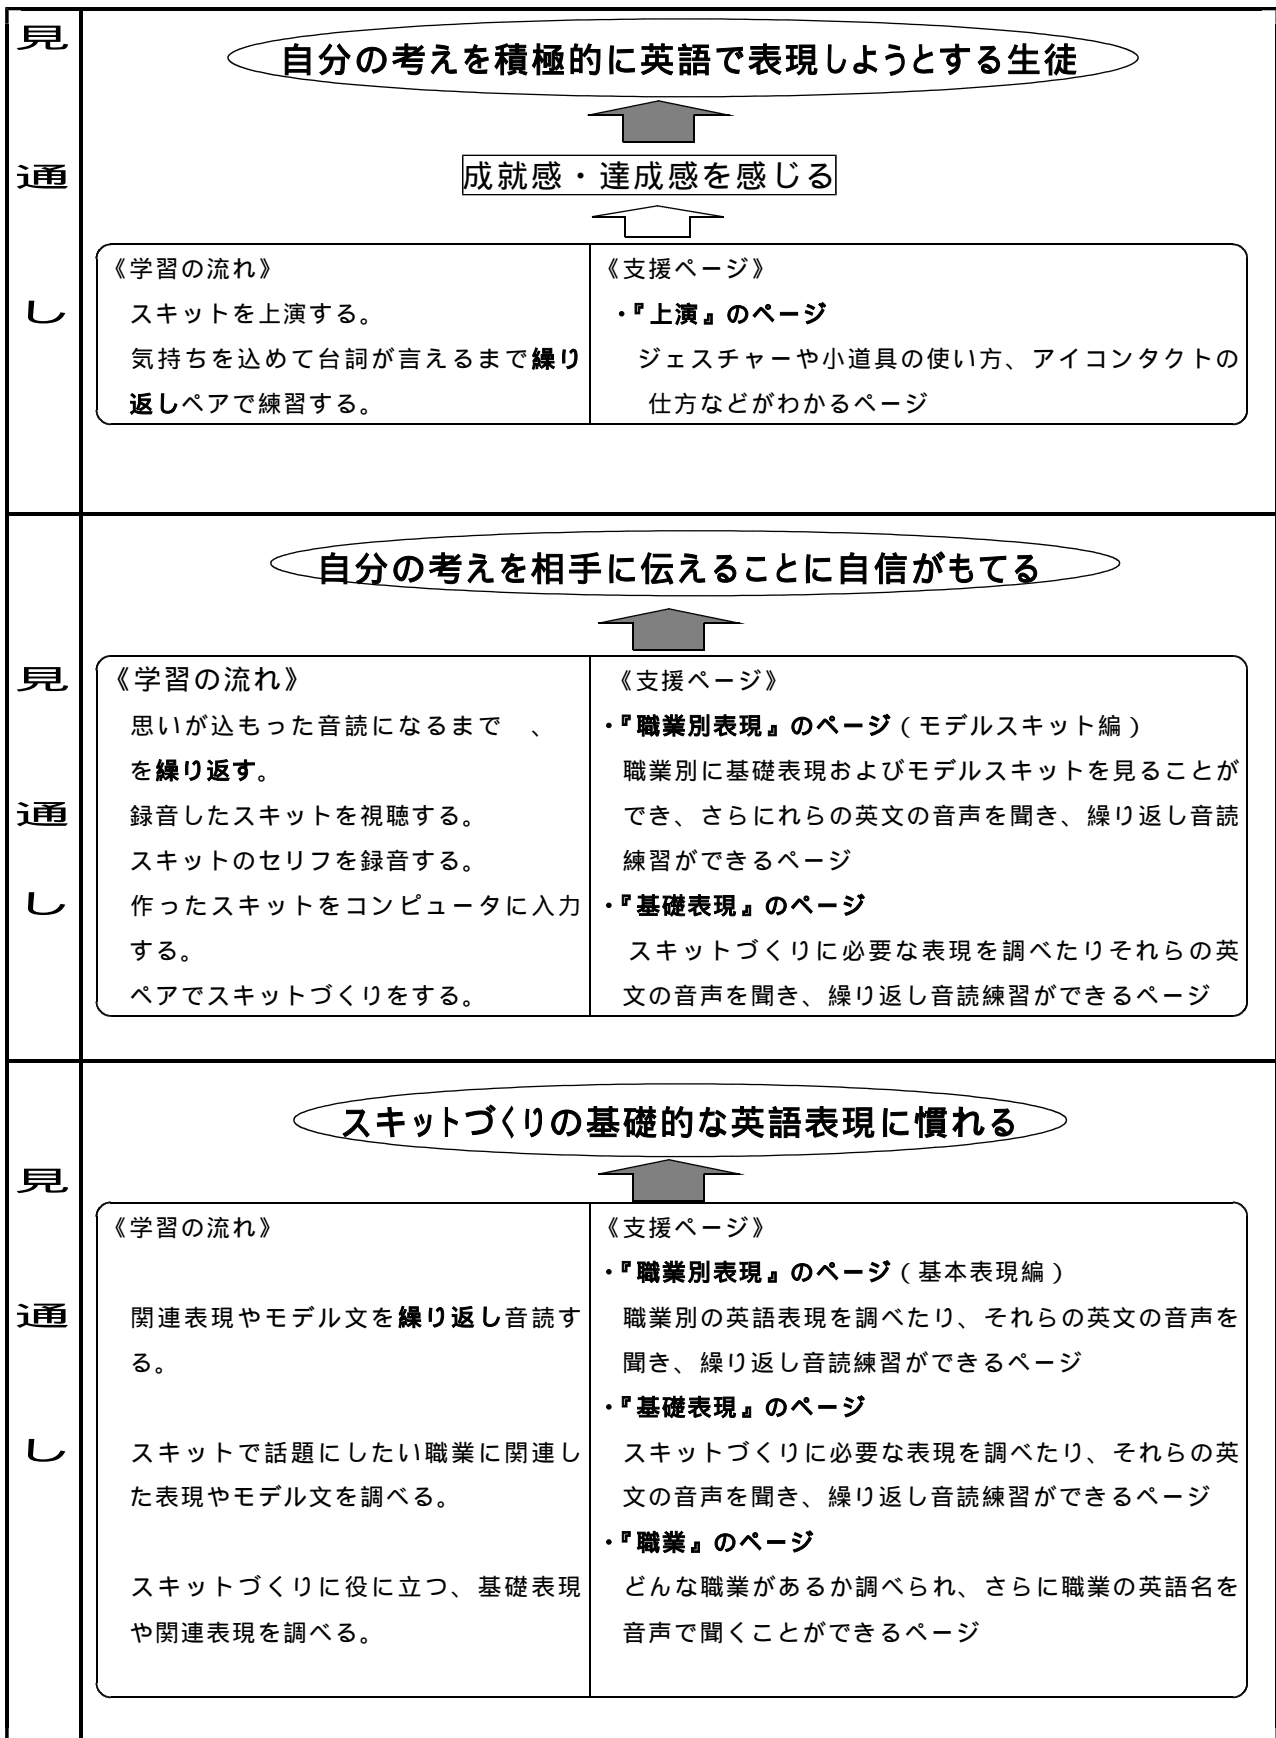 見通し
自分の考えを積極的に英語で表現しようとする生徒
成就感・達成感を感じる
《学習の流れ》
スキットを上演する。
気持ちを込めて台詞が言えるまで繰り
返しペアで練習する。
《支援ページ》
・『上演』のページ
ジェスチャーや小道具の使い方、アイコンタクトの
仕方などがわかるページ
見通し
自分の考えを相手に伝えることに自信がもてる
《学習の流れ》
思いが込もった音読になるまで　、
を繰り返す。
録音したスキットを視聴する。
スキットのセリフを録音する。
作ったスキットをコンピュータに入力
する。
ペアでスキットづくりをする。
《支援ページ》
・『職業別表現』のページ（モデルスキット編）
職業別に基礎表現およびモデルスキットを見ることが
でき、さらにれらの英文の音声を聞き、繰り返し音読
練習ができるページ
・『基礎表現』のページ
スキットづくりに必要な表現を調べたりそれらの英
文の音声を聞き、繰り返し音読練習ができるページ
見通し
スキットづくりの基礎的な英語表現に慣れる
《学習の流れ》
関連表現やモデル文を繰り返し音読す
る。
スキットで話題にしたい職業に関連し
た表現やモデル文を調べる。
スキットづくりに役に立つ、基礎表現
や関連表現を調べる。
《支援ページ》
・『職業別表現』のページ（基本表現編）
職業別の英語表現を調べたり、それらの英文の音声を
聞き、繰り返し音読練習ができるページ
・『基礎表現』のページ
スキットづくりに必要な表現を調べたり、それらの英
文の音声を聞き、繰り返し音読練習ができるページ
・『職業』のページ
どんな職業があるか調べられ、さらに職業の英語名を
音声で聞くことができるページ